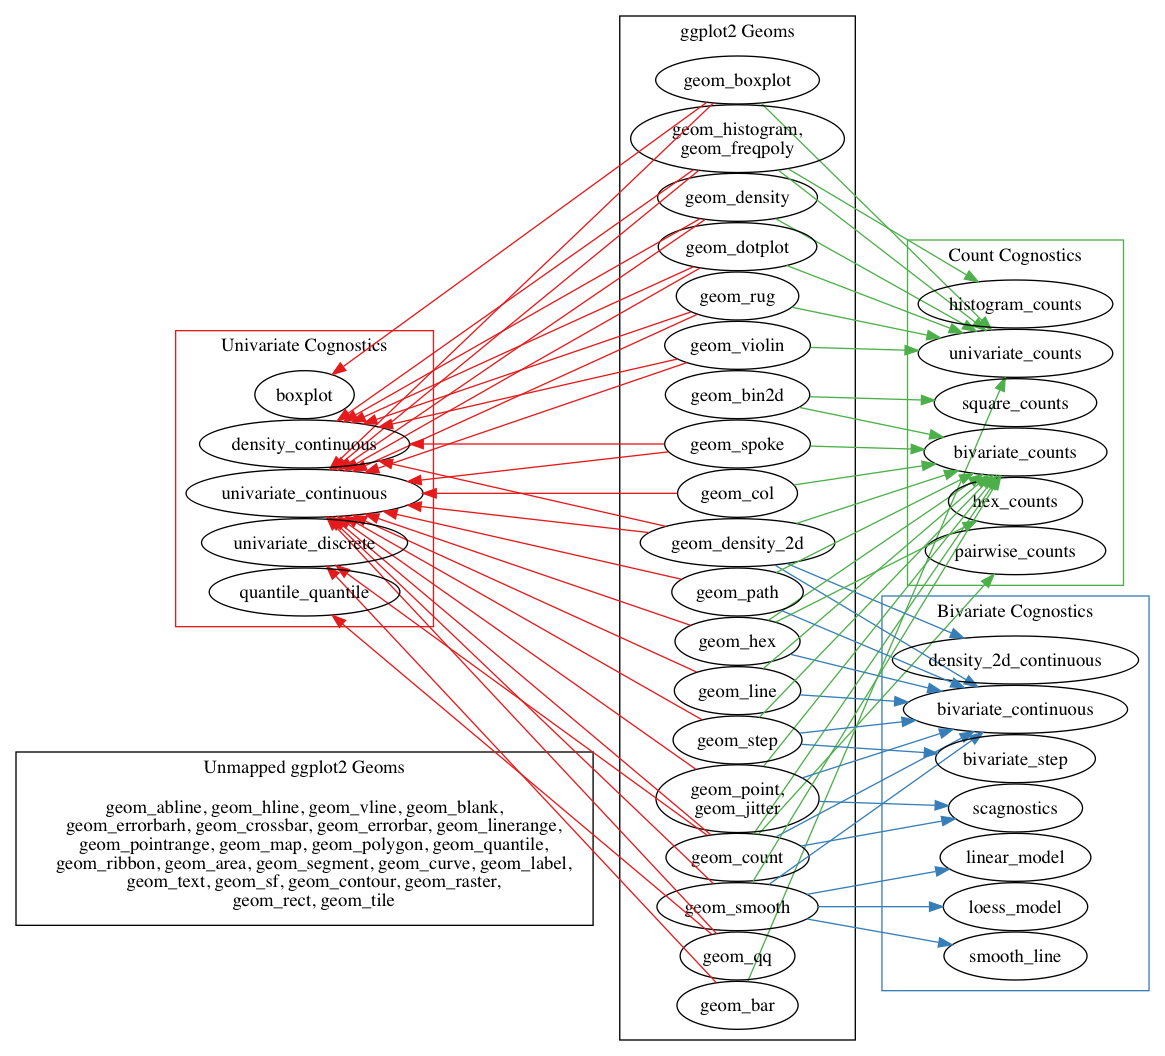 ggplot2 Geoms
geom_boxplot
geom_histogram,
geom_freqpoly
geom_density
geom_dotplot
geom_rug
geom_violin
geom_bin2d
geom_spoke
geom_col
geom_density_2d
geom_path
geom_hex
geom_line
geom_step
geom_point,
geom_jitter
geom_count
geom_smooth
geom_qq
geom_bar
Univariate Cognostics
boxplot
density_continuous
univariate_continuous
univariate_discrete
quantile_quantile
Count Cognostics
histogram_counts
univariate_counts
square_counts
bivariate_counts
hex_counts
pairwise_counts
Bivariate Cognostics
density_2d_continuous
bivariate_continuous
bivariate_step
scagnostics
linear_model
loess_model
smooth_line
Unmapped ggplot2 Geoms
geom_abline, geom_hline, geom_vline, geom_blank,
geom_errorbarh, geom_crossbar, geom_errorbar, geom_linerange,
geom_pointrange, geom_map, geom_polygon, geom_quantile,
geom_ribbon, geom_area, geom_segment, geom_curve, geom_label,
geom_text, geom_sf, geom_contour, geom_raster,
geom_rect, geom_tile